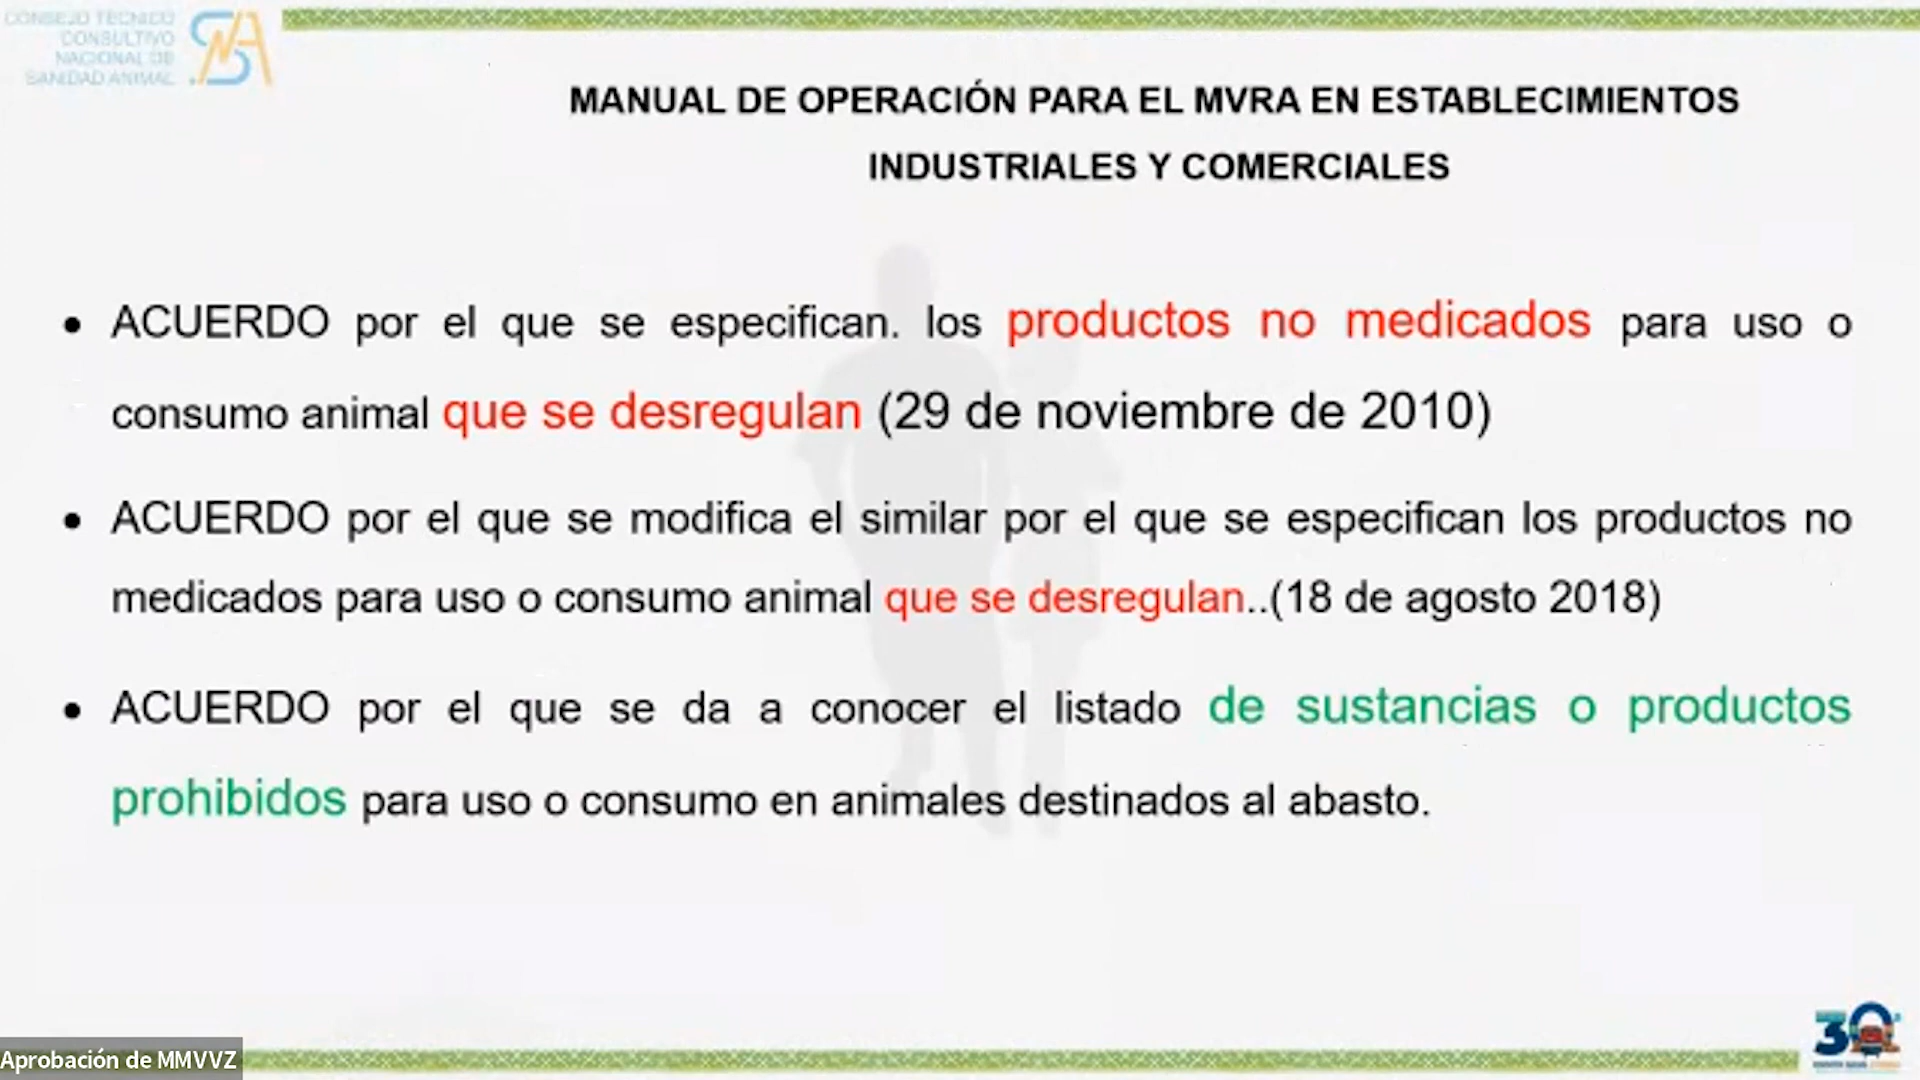 CONSEJO TÉCNICO
CONSULTIVO
NACIONAL DE
SANIDAD ANIMAL
MANUAL DE OPERACIÓN PARA EL MVRA EN ESTABLECIMIENTOS
INDUSTRIALES Y COMERCIALES
• ACUERDO por el que se especifican. los productos no medicados para uso o
consumo animal que se desregulan (29 de noviembre de 2010)
• ACUERDO por el que se modifica el similar por el que se especifican los productos no
medicados para uso o consumo animal que se desregulan..(18 de agosto 2018)
• ACUERDO por el que se da a conocer el listado de sustancias o productos
prohibidos para uso o consumo en animales destinados al abasto.
30
Aprobación de MMVVZ